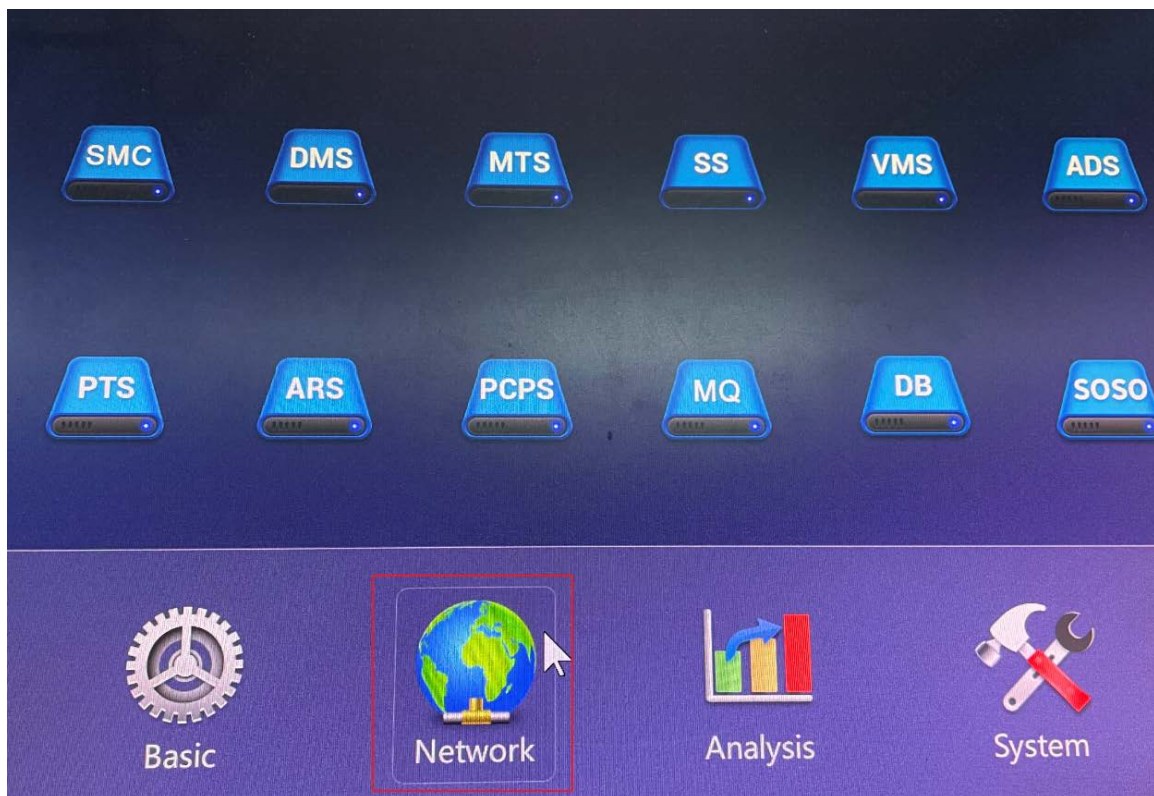 SMC DMS MTS SS VMS ADS
PTS ARS PCPS MQ DB SOSO
Basic Network Analysis System